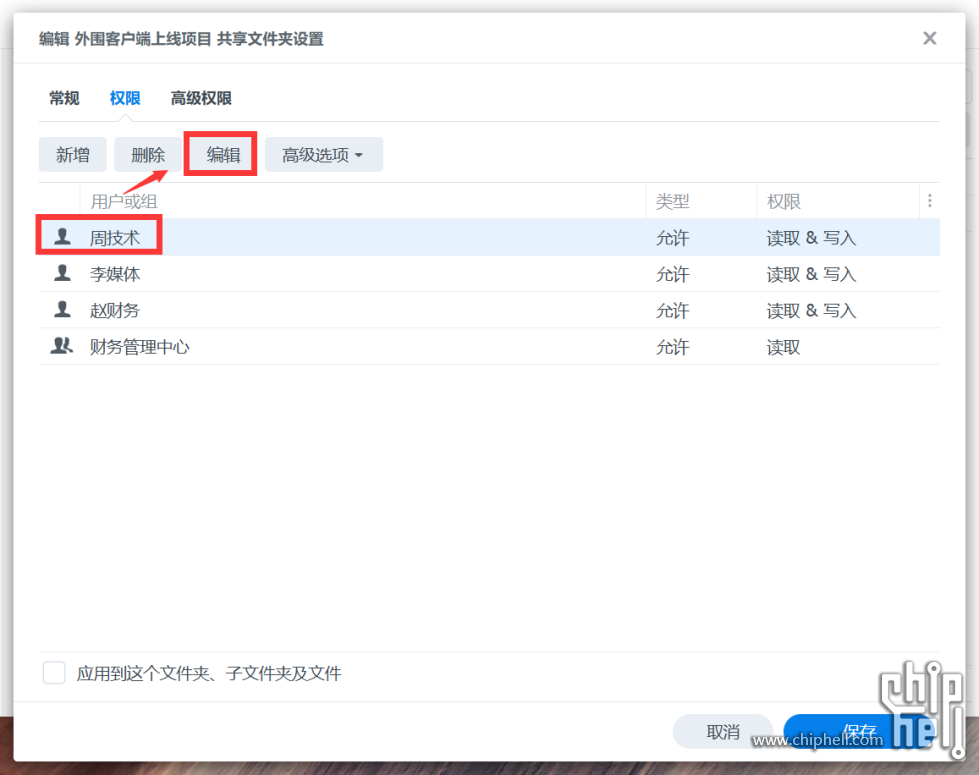 编辑 外围客户端上线项目 共享文件夹设置
常规 权限 高级权限
新增 删除 编辑 高级选项
用户或组 类型 权限
周技术 允许 读取 & 写入
李媒体 允许 读取 & 写入
赵财务 允许 读取 & 写入
财务管理中心 允许 读取
应用到这个文件夹、子文件夹及文件
取消 保存
www.chiphell.com
chip
hell